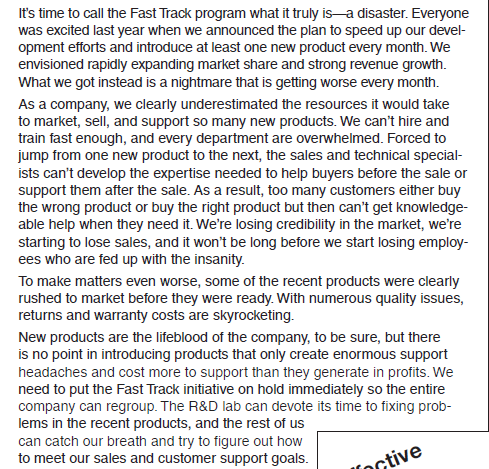 It's time to call the Fast Track program what it truly is—a disaster. Everyone
was excited last year when we announced the plan to speed up our devel-
opment efforts and introduce at least one new product every month. We
envisioned rapidly expanding market share and strong revenue growth.
What we got instead is a nightmare that is getting worse every month.
As a company, we clearly underestimated the resources it would take
to market, sell, and support so many new products. We can't hire and
train fast enough, and every department are overwhelmed. Forced to
jump from one new product to the next, the sales and technical special-
ists can't develop the expertise needed to help buyers before the sale or
support them after the sale. As a result, too many customers either buy
the wrong product or buy the right product but then can't get knowledge-
able help when they need it. We're losing credibility in the market, we're
starting to lose sales, and it won't be long before we start losing employ-
ees who are fed up with the insanity.
To make matters even worse, some of the recent products were clearly
rushed to market before they were ready. With numerous quality issues,
returns and warranty costs are skyrocketing.
New products are the lifeblood of the company, to be sure, but there
is no point in introducing products that only create enormous support
headaches and cost more to support than they generate in profits. We
need to put the Fast Track initiative on hold immediately so the entire
company can regroup. The R&D lab can devote its time to fixing prob-
lems in the recent products, and the rest of us
can catch our breath and try to figure out how
to meet our sales and customer support goals.